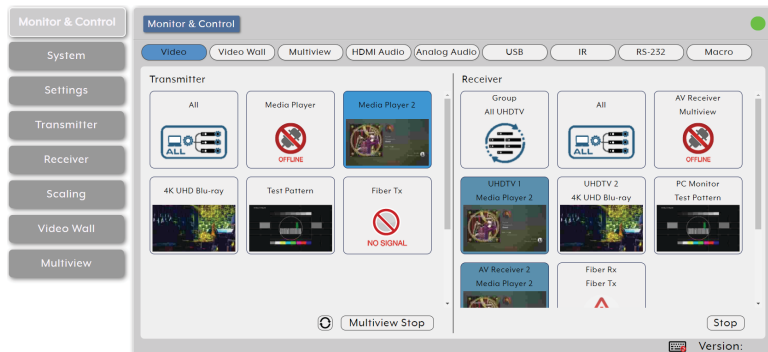 Monitor & Control
System
Settings
Transmitter
Receiver
Scaling
Video Wall
Multiview
Monitor & Control
Video
Video Wall
Multiview
HDMI Audio
Analog Audio
USB
IR
RS-232
Macro
Transmitter
All
ALL
Media Player
OFFLINE
Media Player 2
4K UHD Blu-ray
Test Pattern
Fiber Tx
NO SIGNAL
Multiview Stop
Receiver
Group
All UHDTV
All
ALL
AV Receiver
Multiview
OFFLINE
UHDTV 1
Media Player 2
UHDTV 2
4K UHD Blu-ray
PC Monitor
Test Pattern
AV Receiver 2
Media Player 2
Fiber Rx
Fiber Tx
Stop
Version: